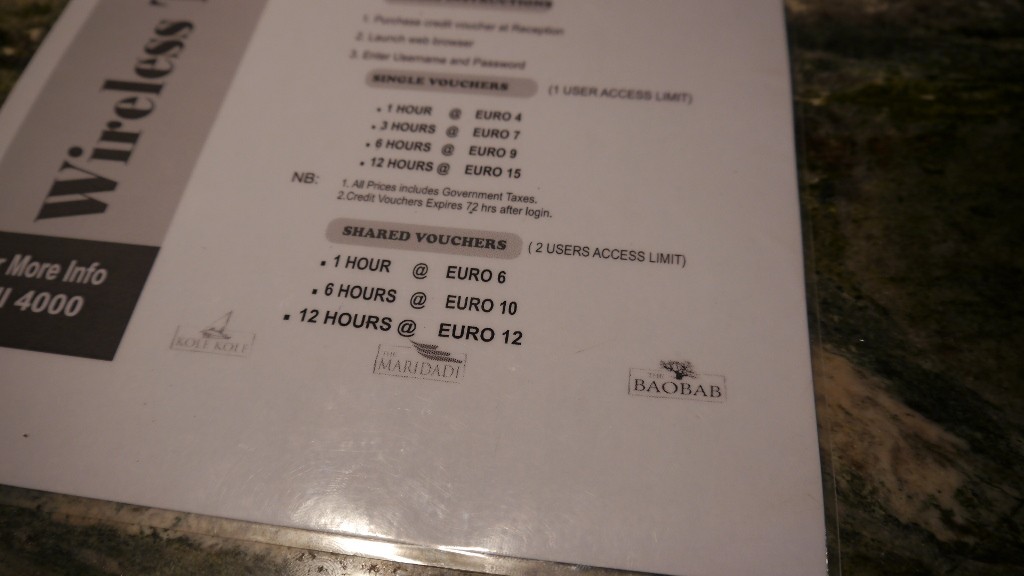 Wireless
r More Info
ll 4000
INSTRUCTIONS
1. Purchase credit voucher at Reception
2. Launch web browser
3. Enter Username and Password
SINGLE VOUCHERS (1 USER ACCESS LIMIT)
▪ 1 HOUR @ EURO 4
▪ 3 HOURS @ EURO 7
▪ 6 HOURS @ EURO 9
▪ 12 HOURS @ EURO 15
NB: 1. All Prices includes Government Taxes.
2.Credit Vouchers Expires 72 hrs after login.
SHARED VOUCHERS ( 2 USERS ACCESS LIMIT)
▪ 1 HOUR @ EURO 6
▪ 6 HOURS @ EURO 10
▪ 12 HOURS @ EURO 12
KOLE KOLE
THE
MARIDADI
THE
BAOBAB